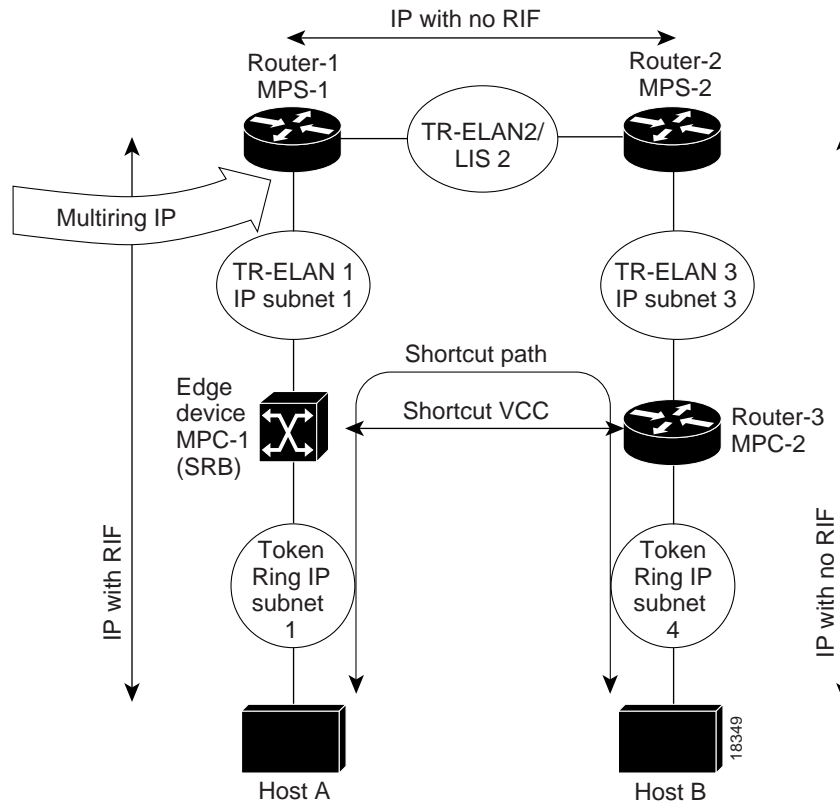 IP with no RIF
Router-1
MPS-1
Router-2
MPS-2
TR-ELAN2/
LIS 2
Multiring IP
TR-ELAN 1
IP subnet 1
TR-ELAN 3
IP subnet 3
Shortcut path
Edge
device
MPC-1
(SRB)
Shortcut VCC
Router-3
MPC-2
IP with RIF
Token
Ring IP
subnet
1
Token
Ring IP
subnet
4
IP with no RIF
18349
Host A
Host B